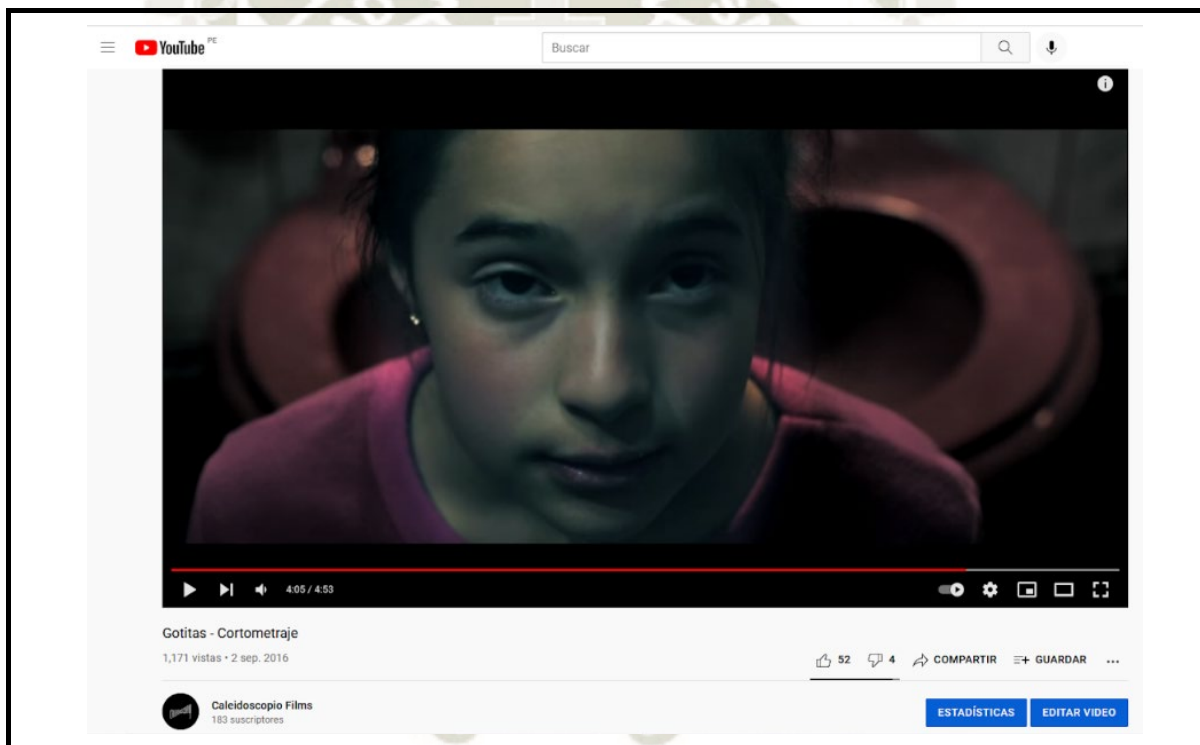 YouTube PE
Buscar
4:05 / 4:53
Gotitas - Cortometraje
1,171 vistas • 2 sep. 2016
52 4 COMPARTIR GUARDAR ...
Caleidoscopio Films
183 suscriptores
ESTADÍSTICAS EDITAR VIDEO